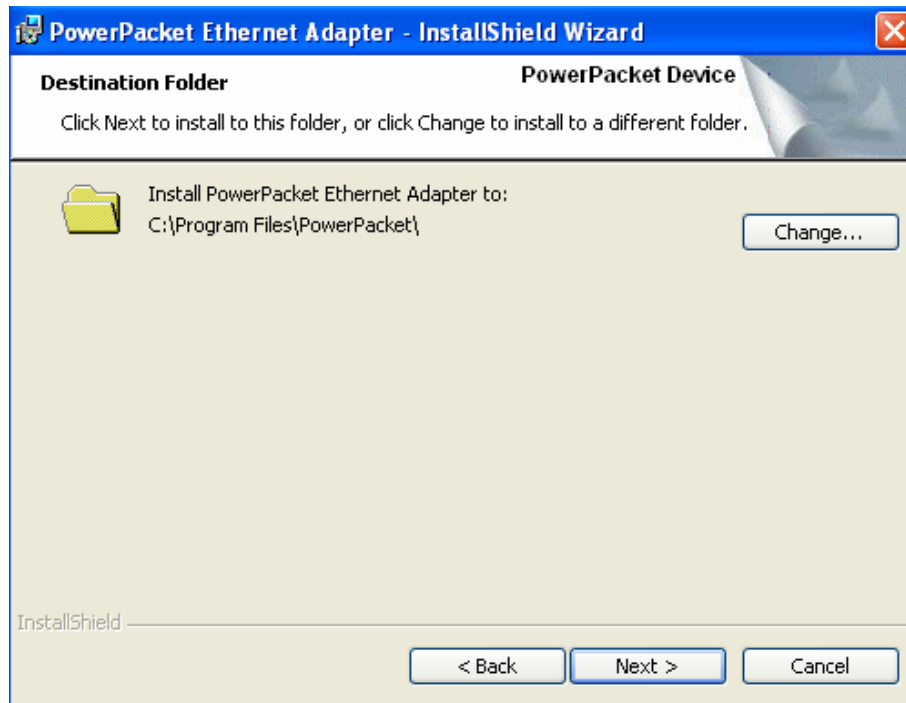 PowerPacket Ethernet Adapter - InstallShield Wizard
Destination Folder
PowerPacket Device
Click Next to install to this folder, or click Change to install to a different folder.
Install PowerPacket Ethernet Adapter to:
C:\Program Files\PowerPacket\
Change...
InstallShield
< Back
Next >
Cancel